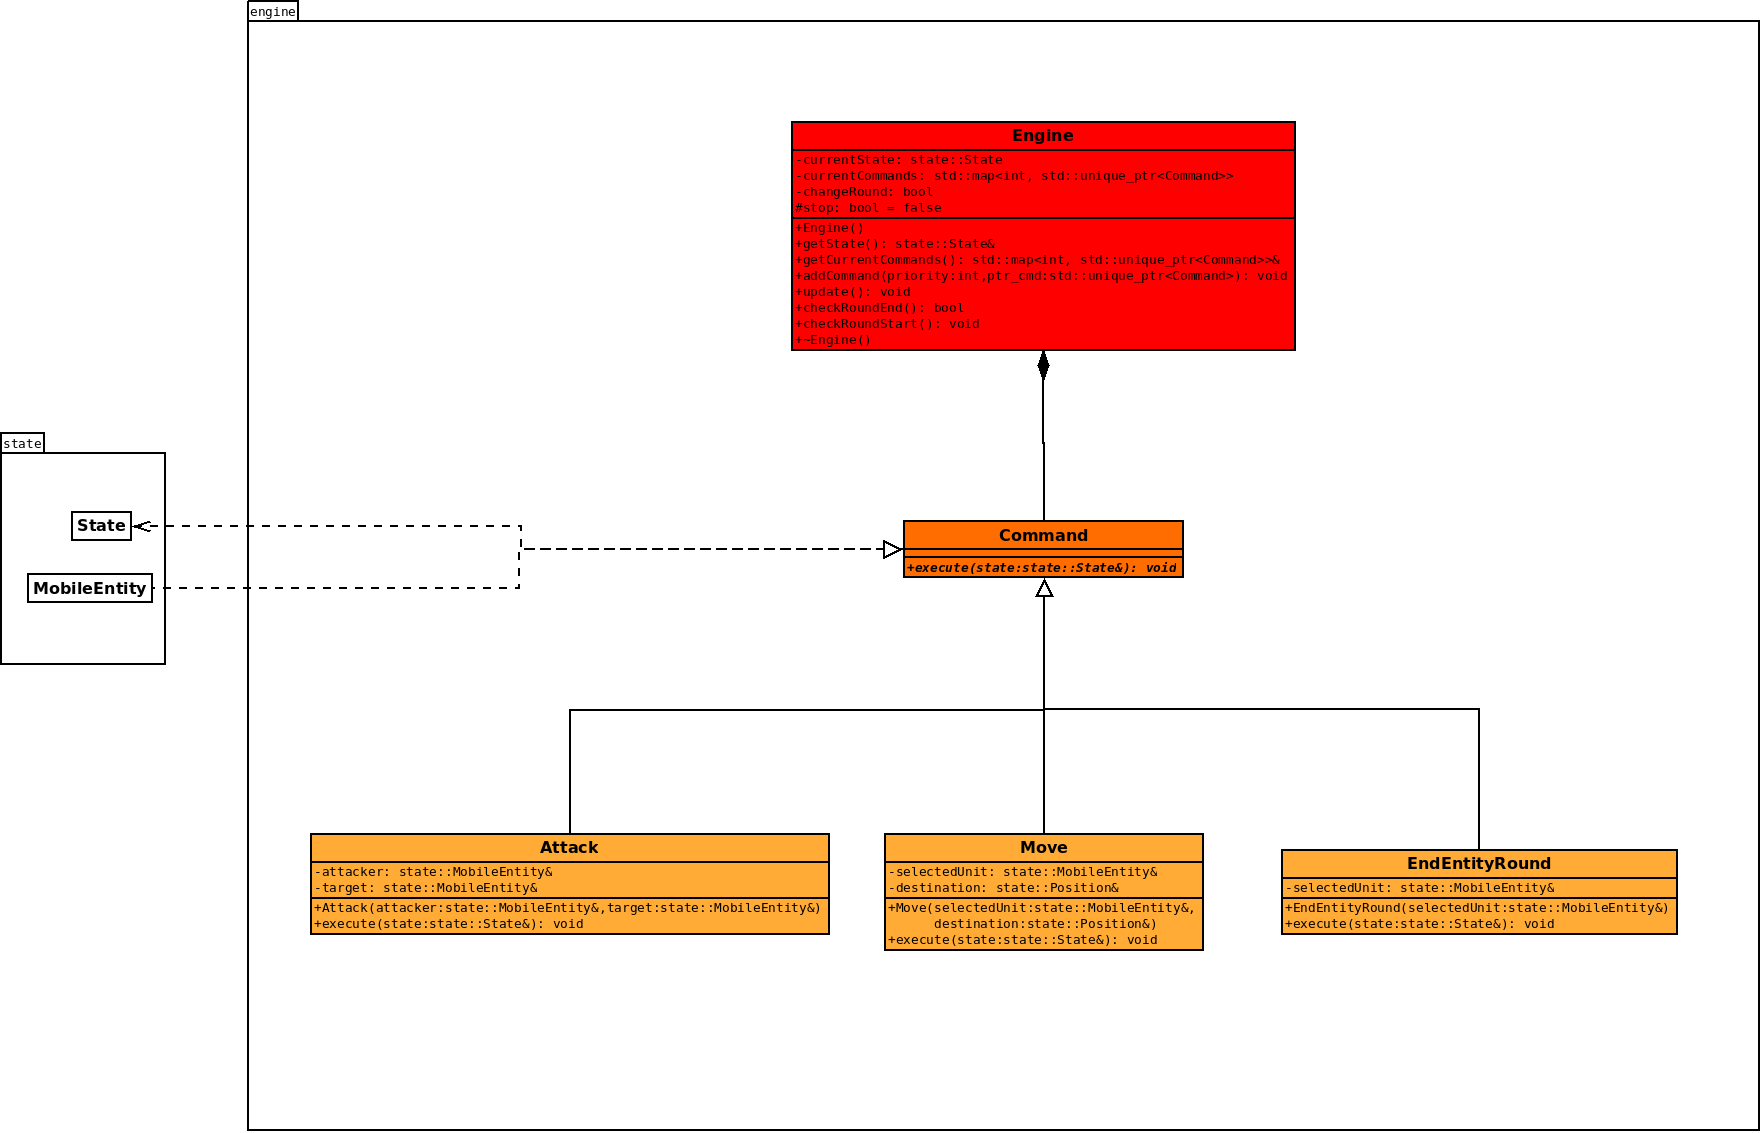 engine
Engine
-currentState: state::State
-currentCommands: std::map<int, std::unique_ptr<Command>>
-changeRound: bool
#stop: bool = false
+Engine()
+getState(): state::State&
+getCurrentCommands(): std::map<int, std::unique_ptr<Command>>&
+addCommand(priority:int,ptr_cmd:std::unique_ptr<Command>): void
+update(): void
+checkRoundEnd(): bool
+checkRoundStart(): void
+~Engine()
state
State
MobileEntity
Command
+execute(state:state::State&): void
Attack
-attacker: state::MobileEntity&
-target: state::MobileEntity&
+Attack(attacker:state::MobileEntity&,target:state::MobileEntity&)
+execute(state:state::State&): void
Move
-selectedUnit: state::MobileEntity&
-destination: state::Position&
+Move(selectedUnit:state::MobileEntity&,
destination:state::Position&)
+execute(state:state::State&): void
EndEntityRound
-selectedUnit: state::MobileEntity&
+EndEntityRound(selectedUnit:state::MobileEntity&)
+execute(state:state::State&): void